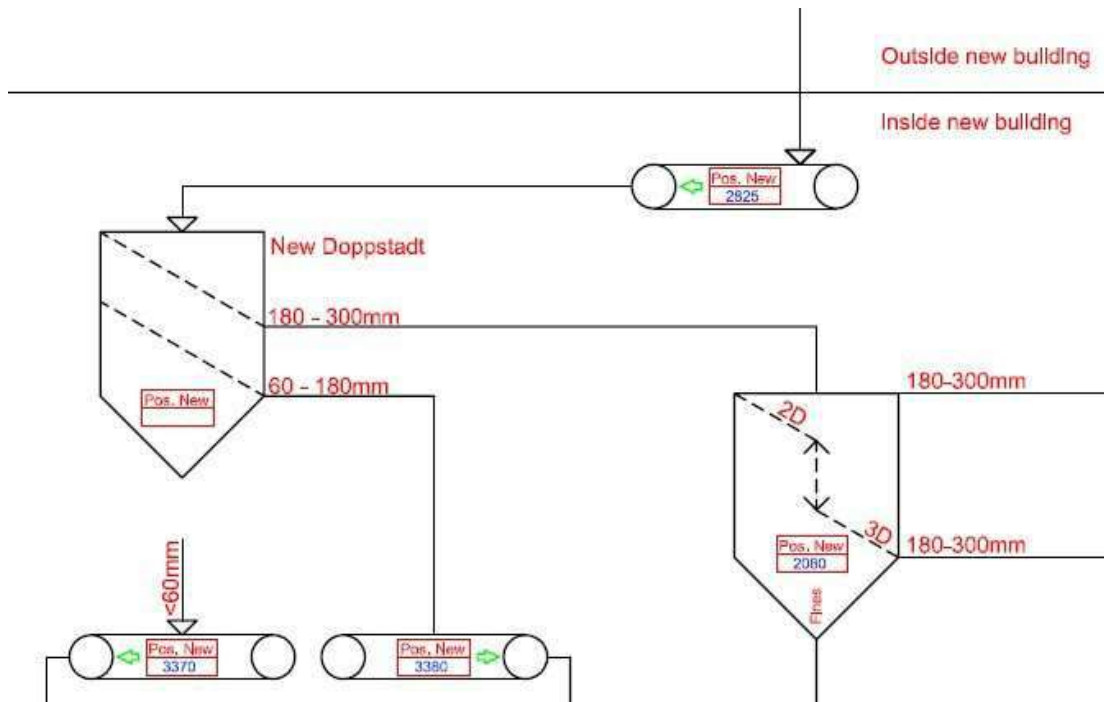 Outside new building
Inside new building
Pos. New
2825
New Doppstadt
180 - 300mm
60 - 180mm
Pos. New
180-300mm
2D
3D
180-300mm
Pos. New
2080
Fines
<60mm
Pos. New
3370
Pos. New
3380